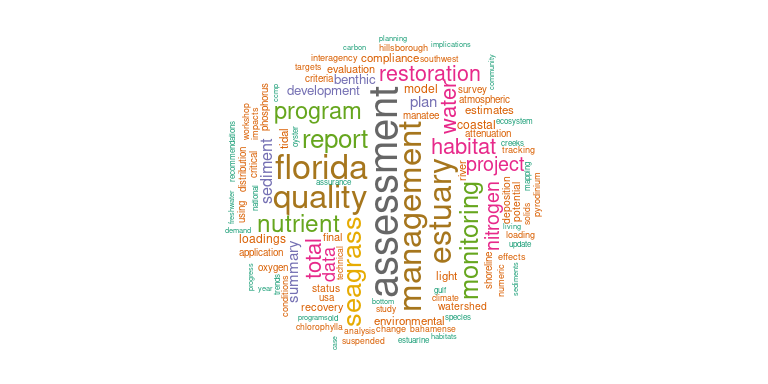 planning
carbon
hillsborough
implications
interagency
compliance
southwest
targets
evaluation
restoration
criteria
benthic
community
ccmp
phosphorus
development
model
water
survey
plan
atmospheric
workshop
impacts
program
assessment
manatee
estimates
coastal
ecosystem
recommendations
tidal
oyster
report
management
attenuation
habitat
creeks
tracking
distribution
critical
sediment
florida
estuary
river
project
mapping
assurance
quality
monitoring
nitrogen
deposition
potential
solids
pyrodinium
freshwater
national
using
demand
nutrient
seagrass
living
loading
update
loadings
final
total
data
technical
application
summary
shoreline
effects
numeric
sediments
oxygen
progress
year
trends
conditions
light
status
usa
gulf
climate
bottom
recovery
study
watershed
programs
old
environmental
species
chlorophylla
analysis
change
bahamense
case
suspended
estuarine
habitats